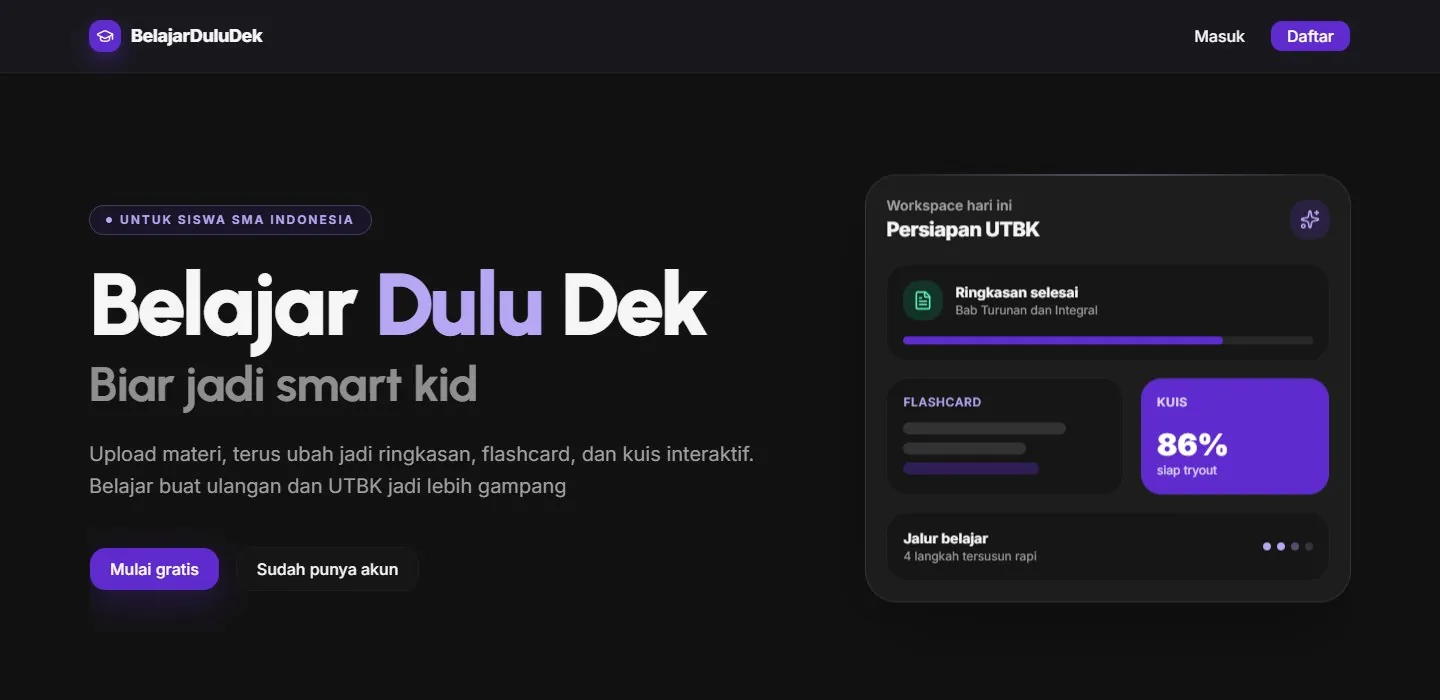 BelajarDuluDek
Masuk
Daftar
UNTUK SISWA SMA INDONESIA
Belajar Dulu Dek
Biar jadi smart kid
Upload materi, terus ubah jadi ringkasan, flashcard, dan kuis interaktif.
Belajar buat ulangan dan UTBK jadi lebih gampang
Mulai gratis
Sudah punya akun
Workspace hari ini
Persiapan UTBK
Ringkasan selesai
Bab Turunan dan Integral
FLASHCARD
KUIS
86%
siap tryout
Jalur belajar
4 langkah tersusun rapi